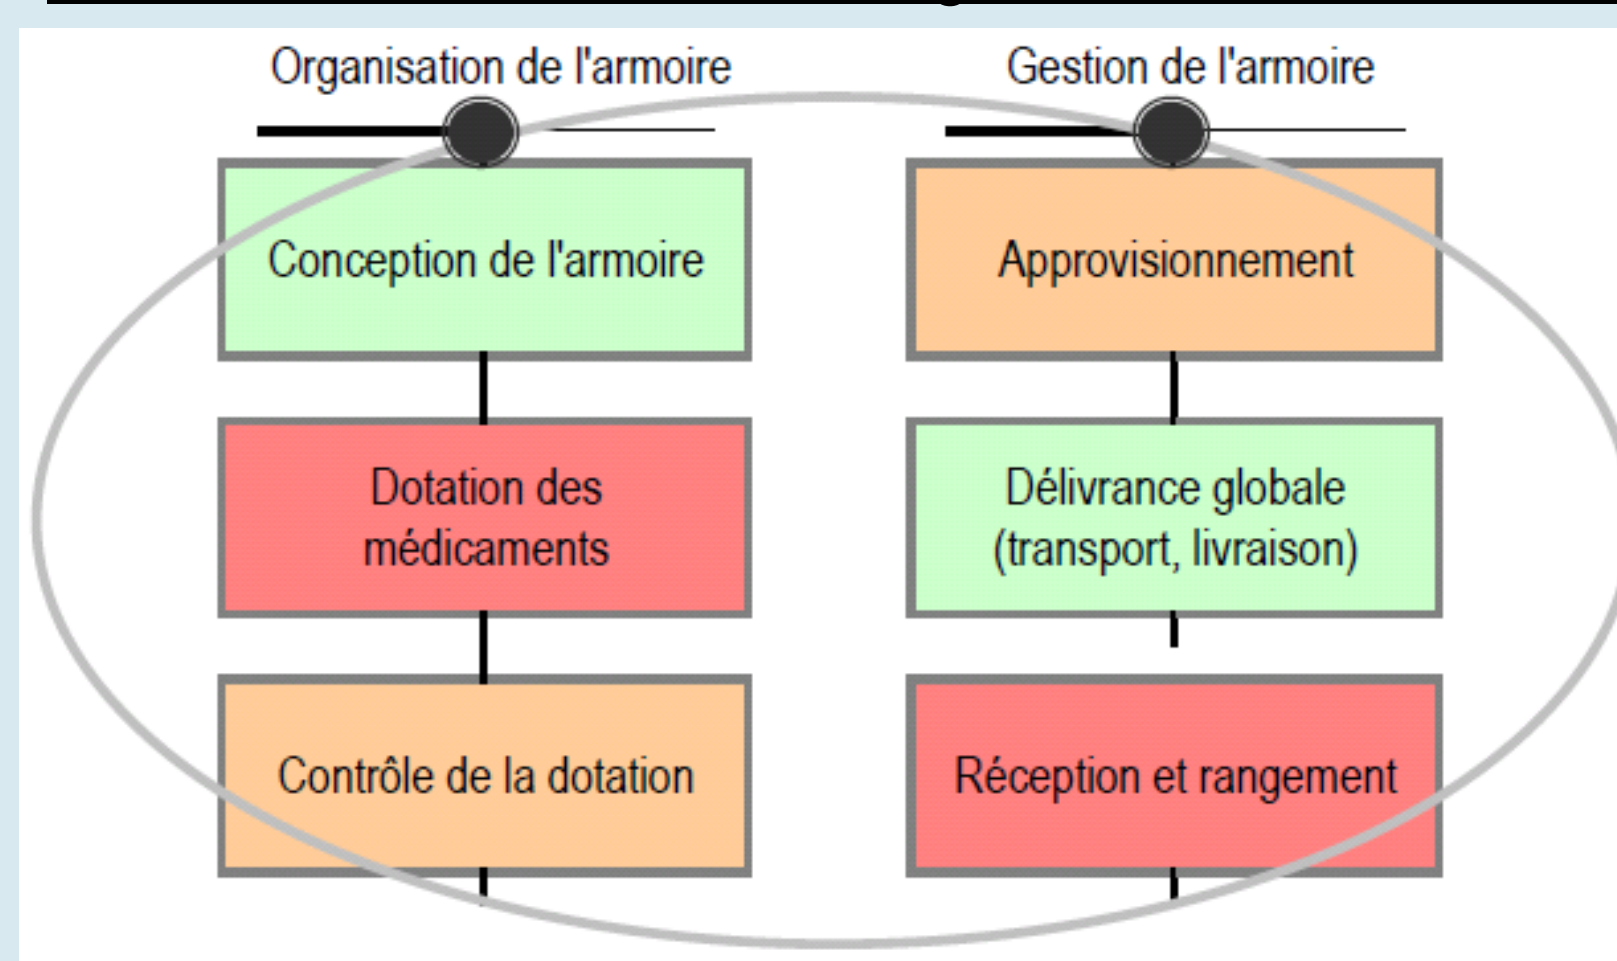 Organisation de l'armoire
Conception de l'armoire
Dotation des
médicaments
Contrôle de la dotation
Gestion de l'armoire
Approvisionnement
Délivrance globale
(transport, livraison)
Réception et rangement